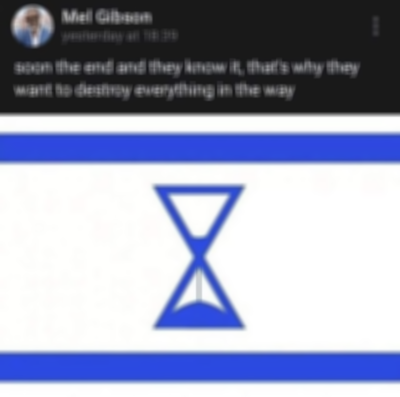 Mel Gibson
yesterday at 18:39
soon the end and they know it, that's why they
want to destroy everything in the way